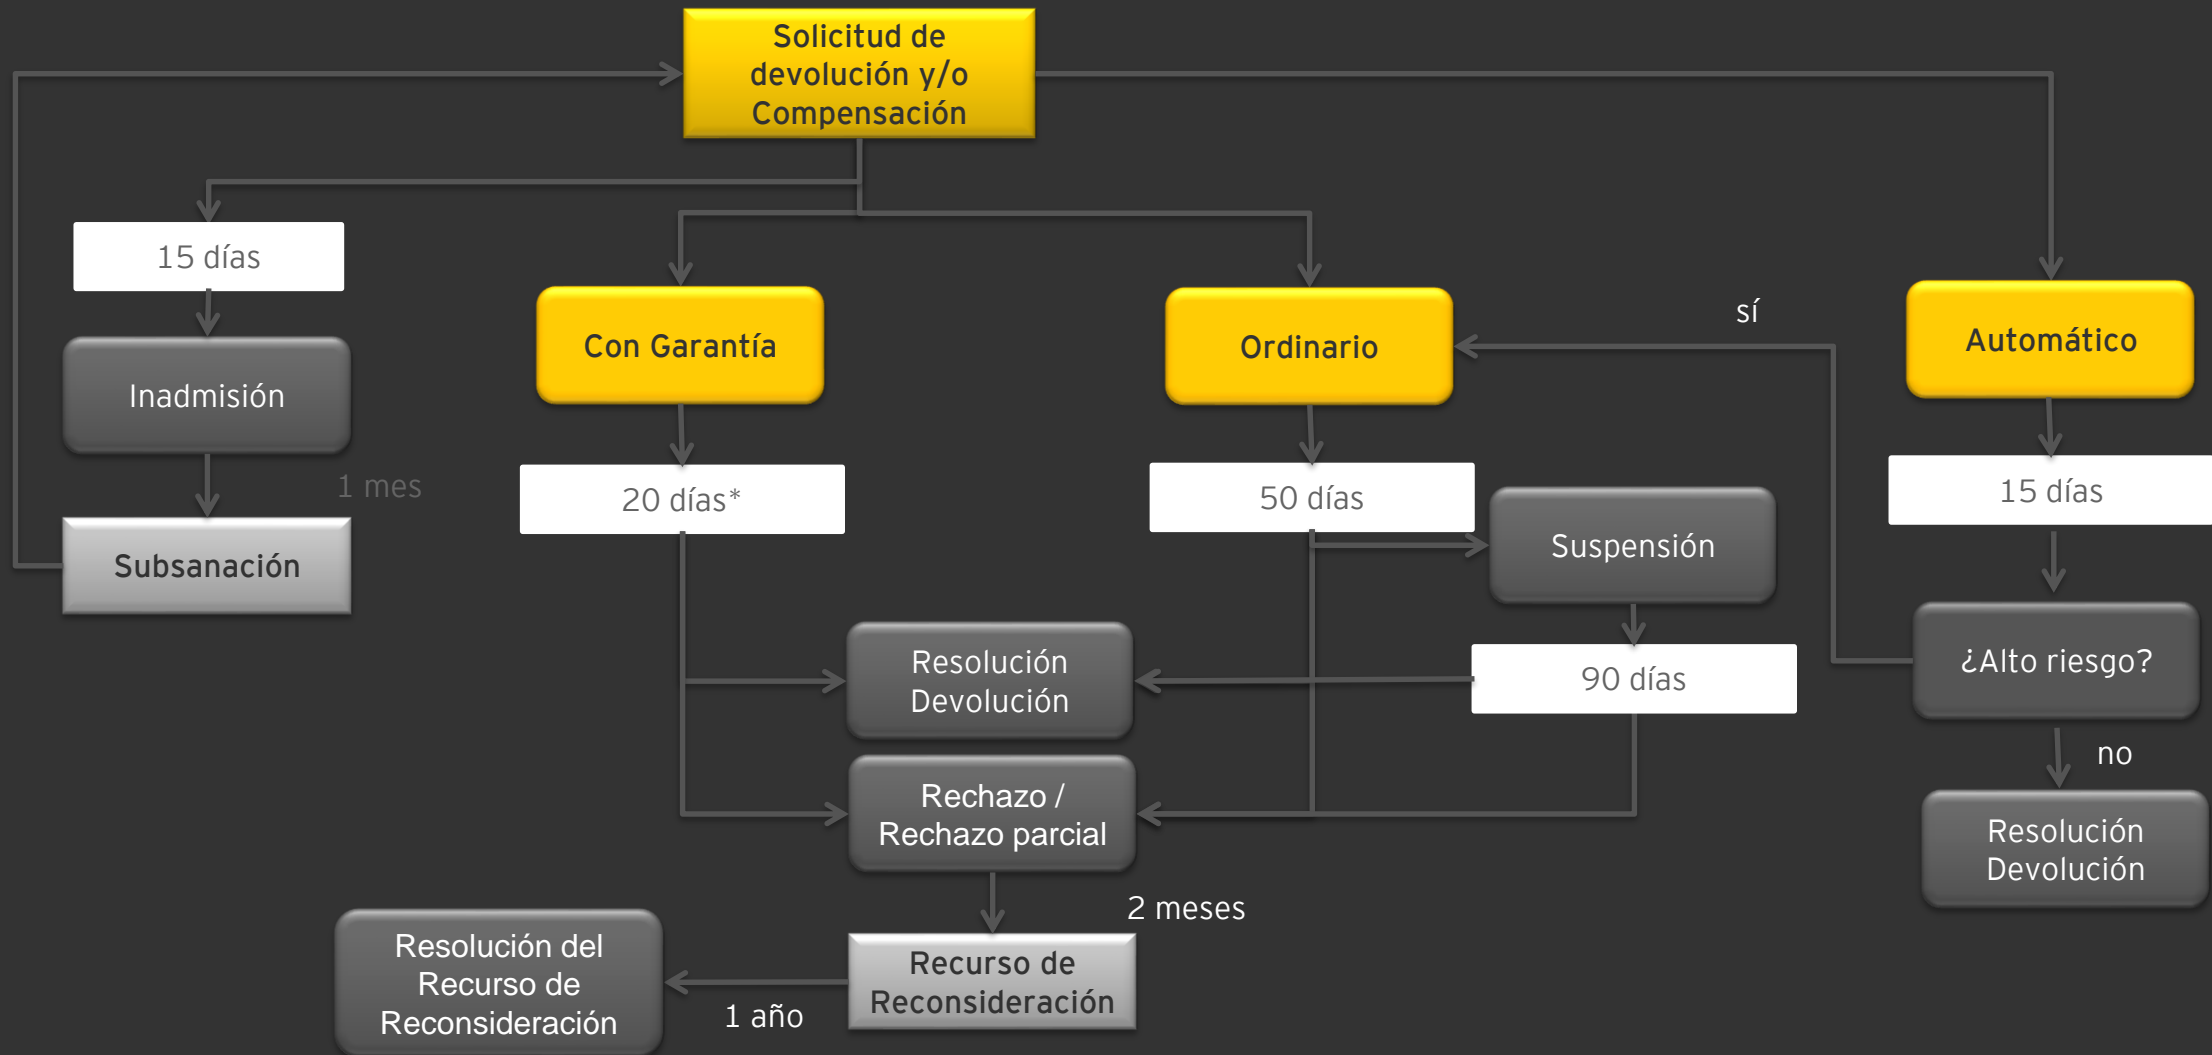 Solicitud de
devolución y/o
Compensación
15 días
Inadmisión
1 mes
Subsanación
Con Garantía
20 días*
Ordinario
50 días
Suspensión
90 días
sí
Automático
15 días
¿Alto riesgo?
no
Resolución
Devolución
Resolución
Devolución
Rechazo /
Rechazo parcial
2 meses
Recurso de
Reconsideración
1 año
Resolución del
Recurso de
Reconsideración